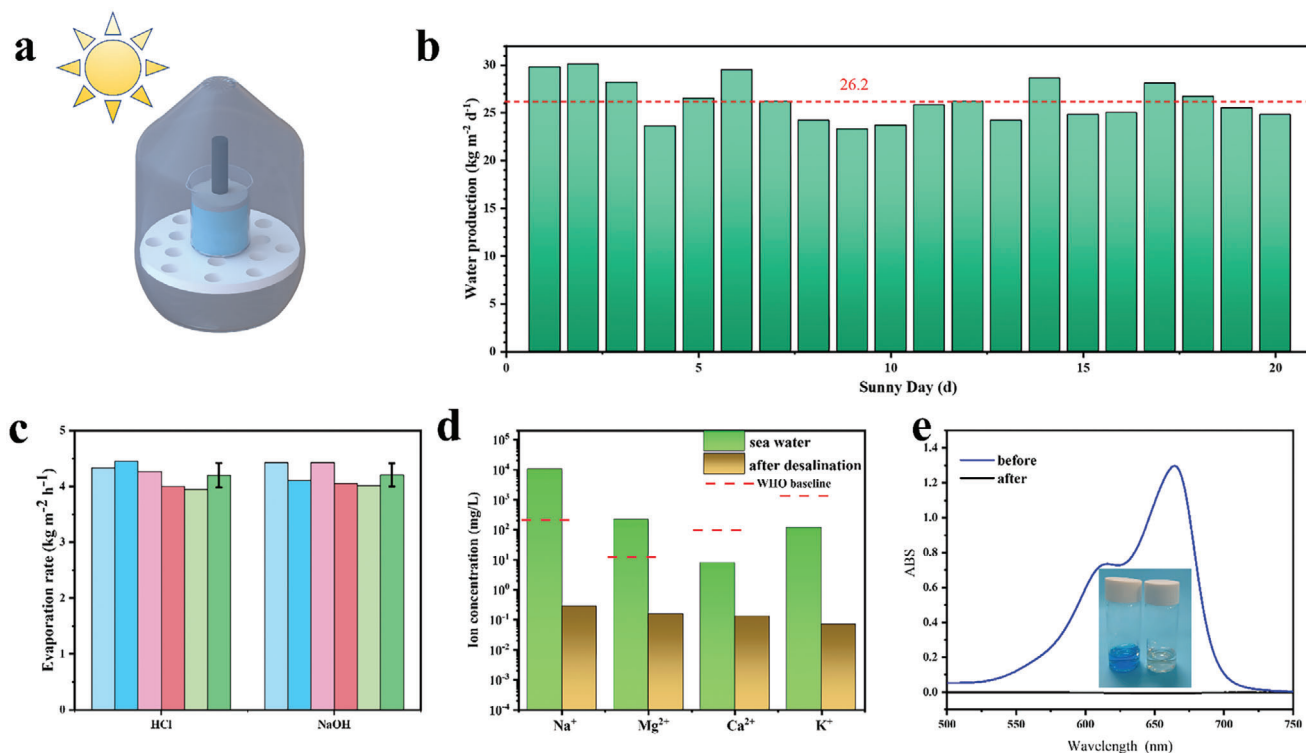 a
b
Water production (kg m⁻² d⁻¹)
30
25
20
15
10
5
0
26.2
0
5
10
15
20
Sunny Day (d)
c
Evaporation rate (kg m⁻² h⁻¹)
5
4
3
2
1
0
HCl
NaOH
d
Ion concentration (mg/L)
10⁵
10⁴
10³
10²
10¹
10⁰
10⁻¹
10⁻²
10⁻³
10⁻⁴
sea water
after desalination
WHO baseline
Na⁺
Mg²⁺
Ca²⁺
K⁺
e
ABS
1.4
1.2
1.0
0.8
0.6
0.4
0.2
0.0
before
after
500
550
600
650
700
750
Wavelength (nm)